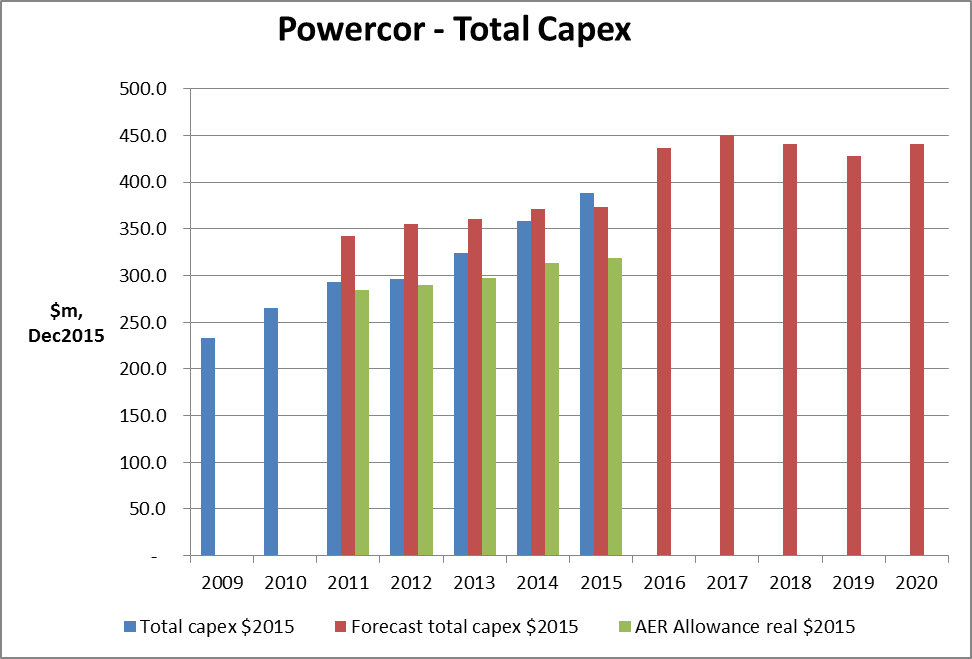 Powercor - Total Capex
500.0
450.0
400.0
350.0
300.0
250.0
200.0
150.0
100.0
50.0
-
$m,
Dec2015
2009 2010 2011 2012 2013 2014 2015 2016 2017 2018 2019 2020
Total capex $2015 Forecast total capex $2015 AER Allowance real $2015